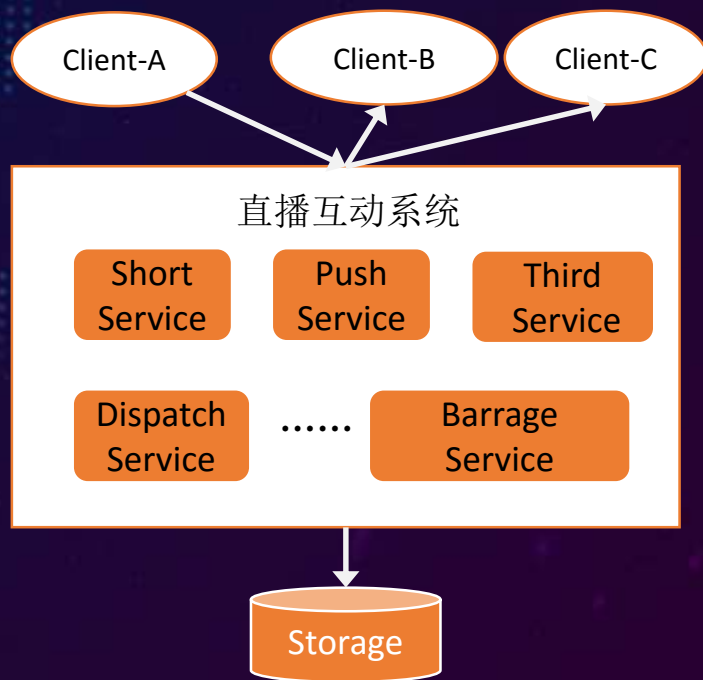 Client-A
Client-B
Client-C
直播互动系统
Short
Service
Push
Service
Third
Service
Dispatch
Service
......
Barrage
Service
Storage